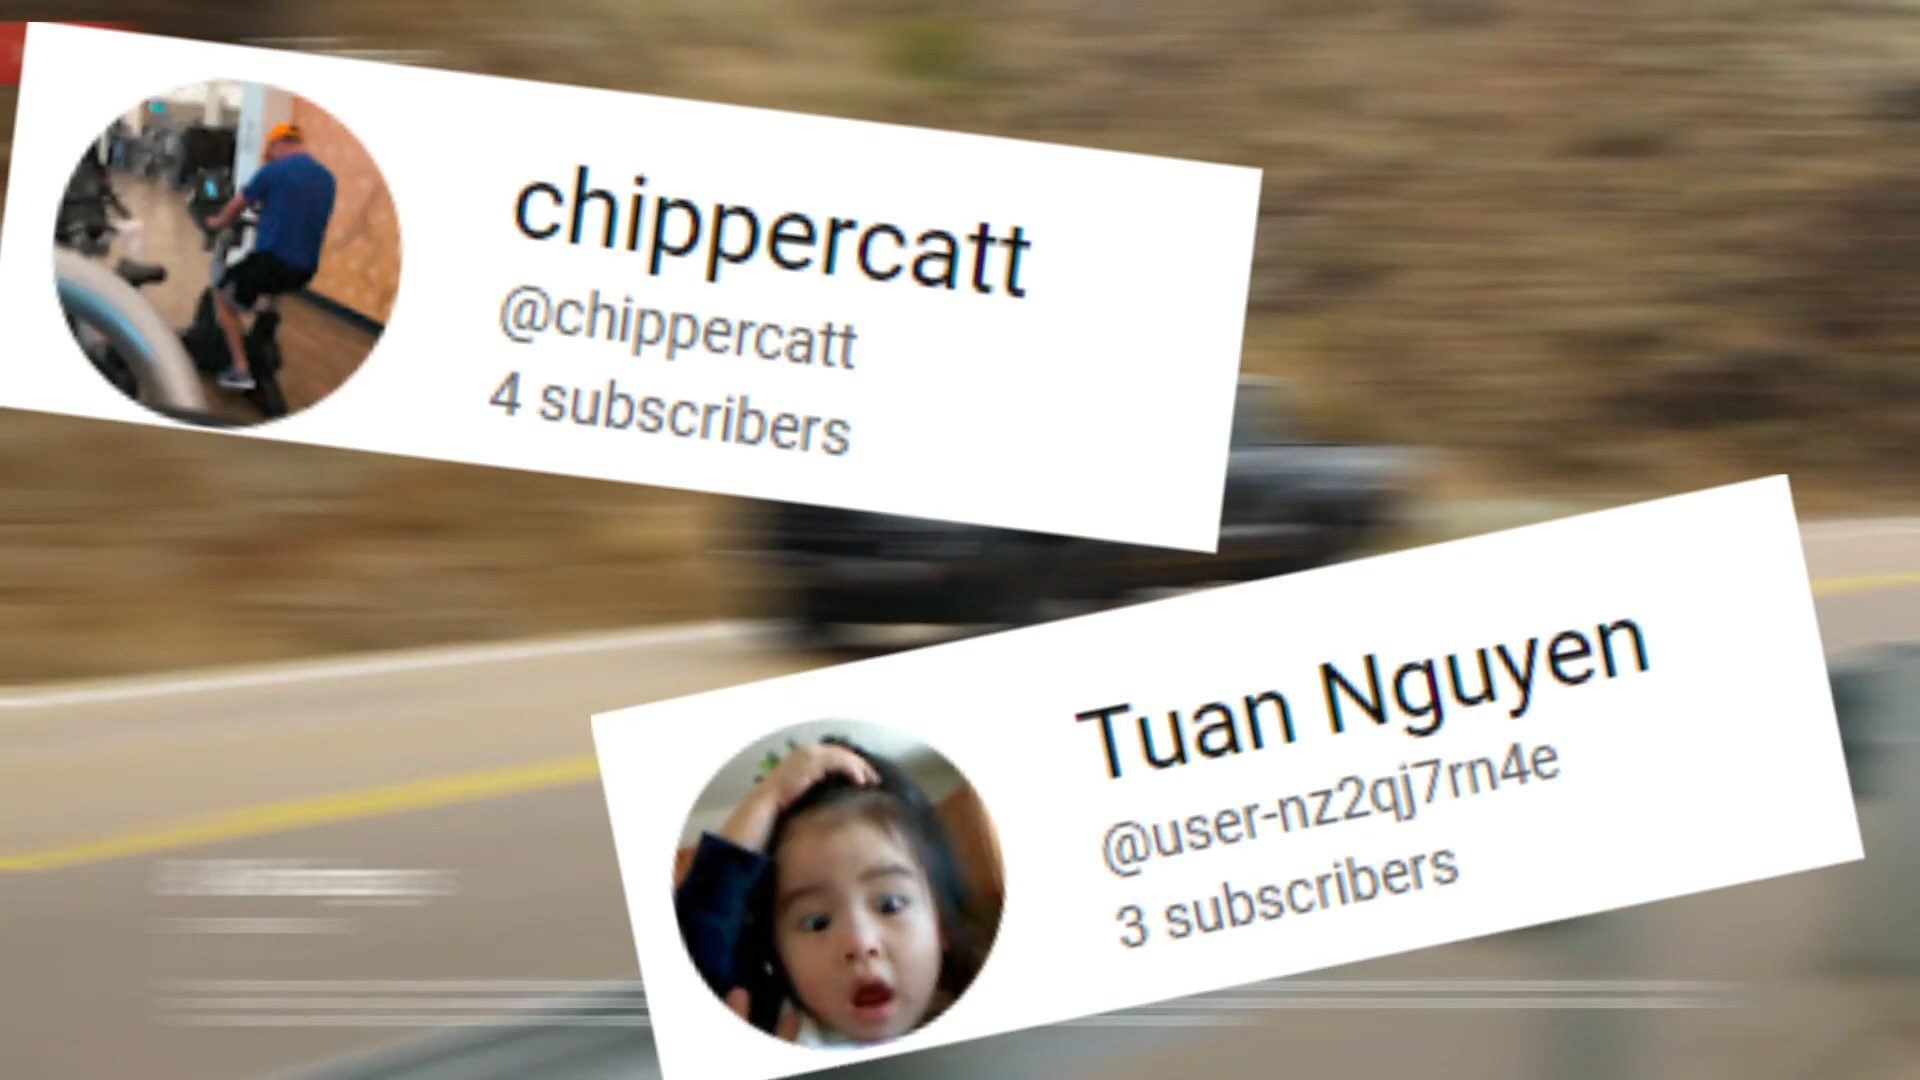 chippercatt
@chippercatt
4 subscribers
Tuan Nguyen
@user-nz2qj7rn4e
3 subscribers